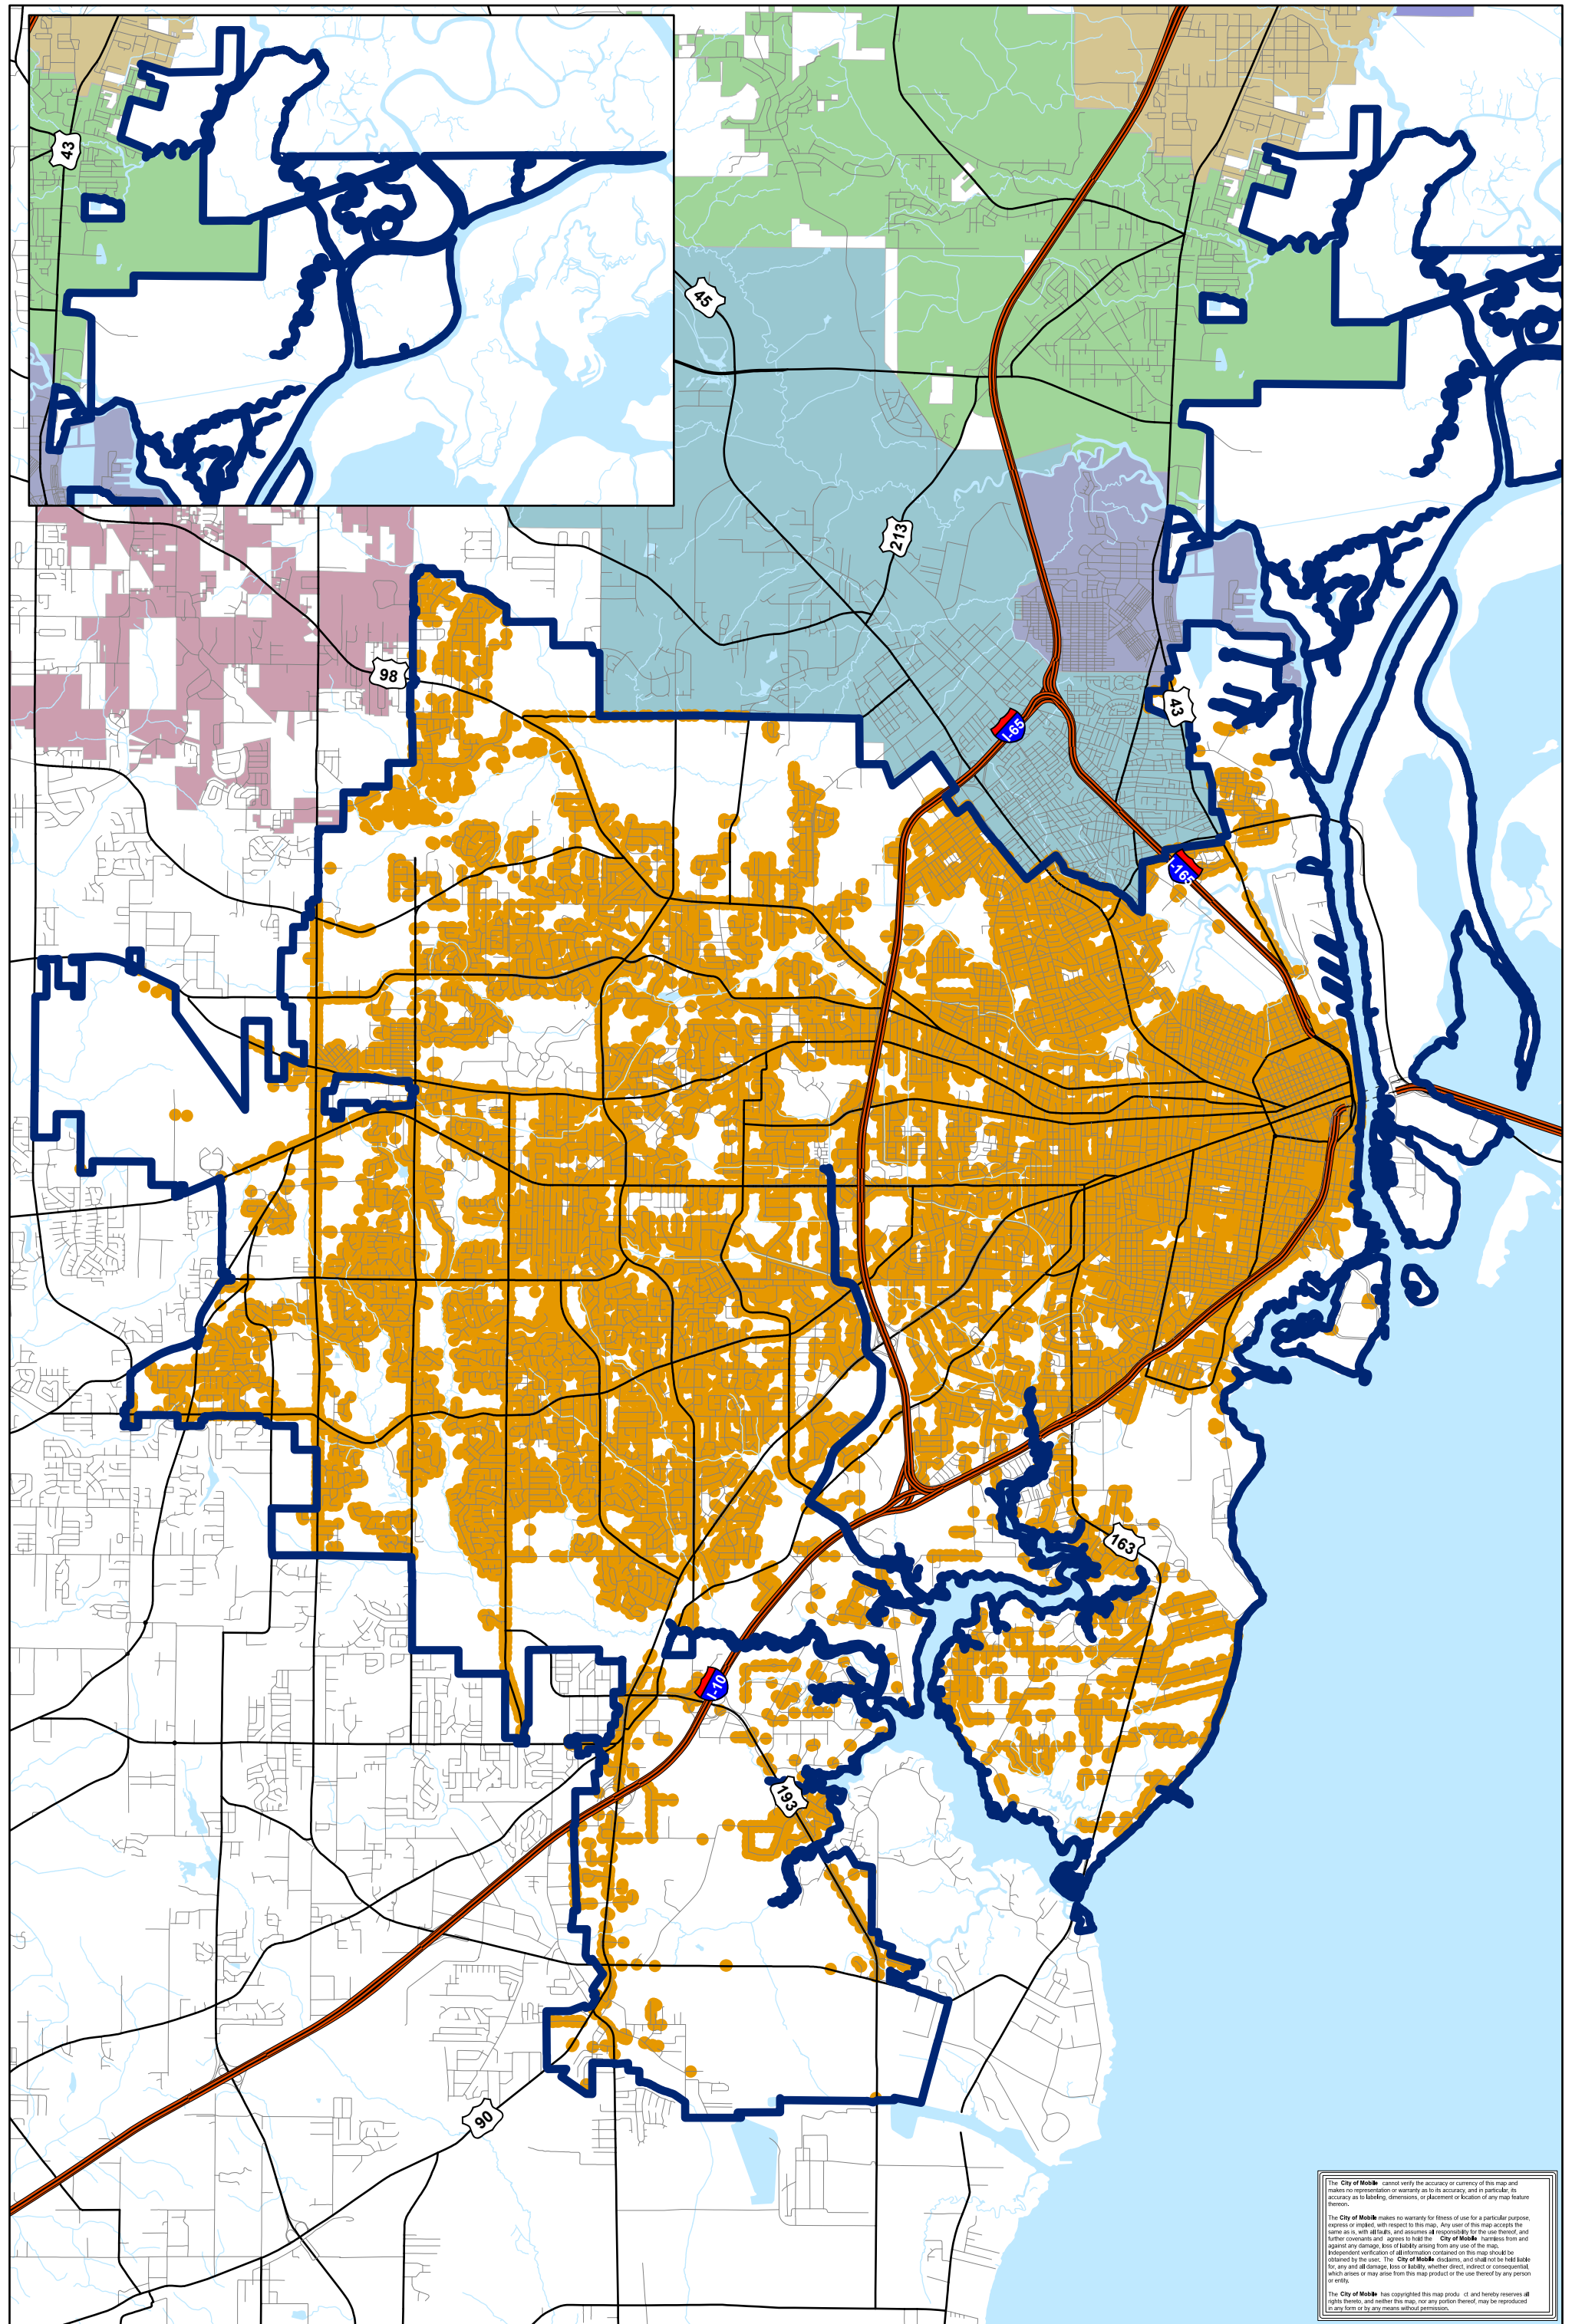 43
45
213
98
43
I-65
I-165
163
I-10
193
90
The City of Mobile cannot verify the accuracy or currency of this map and
makes no representation or warranty as to its accuracy, and in particular, its
accuracy as to labeling, dimensions, or placement or location of any map feature
thereon.
The City of Mobile makes no warranty for fitness of use for a particular purpose,
express or implied, with respect to this map. Any user of this map accepts the
same as is, with all faults, and assumes all responsibility for the use thereof, and
further covenants and agrees to hold the City of Mobile harmless from and
against any damage, loss of liability arising from any use of the map.
Independent verification of all information contained on this map should be
obtained by the user. The City of Mobile disclaims, and shall not be held liable
for, any and all damage, loss or liability, whether direct, indirect or consequential,
which arises or may arise from this map product or the use thereof by any person
or entity.
The City of Mobile has copyrighted this map produ ct and hereby reserves all
rights thereto, and neither this map, nor any portion thereof, may be reproduced
in any form or by any means without permission.